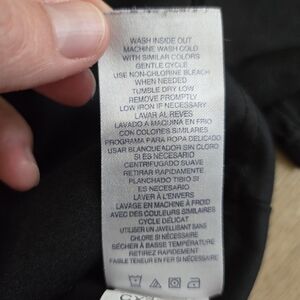 WASH INSIDE OUT
MACHINE WASH COLD
WITH SIMILAR COLORS
GENTLE CYCLE
USE NON-CHLORINE BLEACH
WHEN NEEDED
TUMBLE DRY LOW
REMOVE PROMPTLY
LOW IRON IF NECESSARY
LAVAR AL REVES
LAVADO A MAQUINA EN FRIO
CON COLORES SIMILARES
PROGRAMA PARA ROPA DELICADO
USAR BLANQUEADOR SIN CLORO
SI ES NECESARIO
CENTRIFUGADO SUAVE
RETIRAR RAPIDAMENTE
PLANCHADO TIBIO SI
ES NECESARIO
LAVER À L'ENVERS
LAVAGE EN MACHINE À FROID
AVEC DES COULEURS SIMILAIRES
CYCLE DÉLICAT
UTILISER UN JAVELLISANT SANS
CHLORE SI NÉCESSAIRE
SÉCHER À BASSE TEMPÉRATURE
RETIREZ RAPIDEMENT
FAIBLE TENEUR EN FER SI NÉCESSAIRE